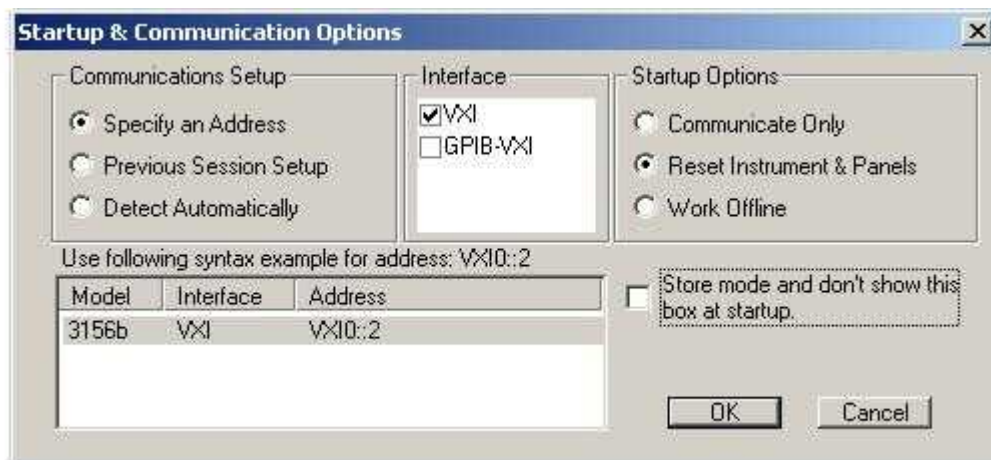 Startup & Communication Options
Communications Setup
Specify an Address
Previous Session Setup
Detect Automatically
Interface
VXI
GPIB-VXI
Startup Options
Communicate Only
Reset Instrument & Panels
Work Offline
Use following syntax example for address: VXI0::2
Model Interface Address
3156b VXI VXI0::2
Store mode and don't show this
box at startup.
OK Cancel